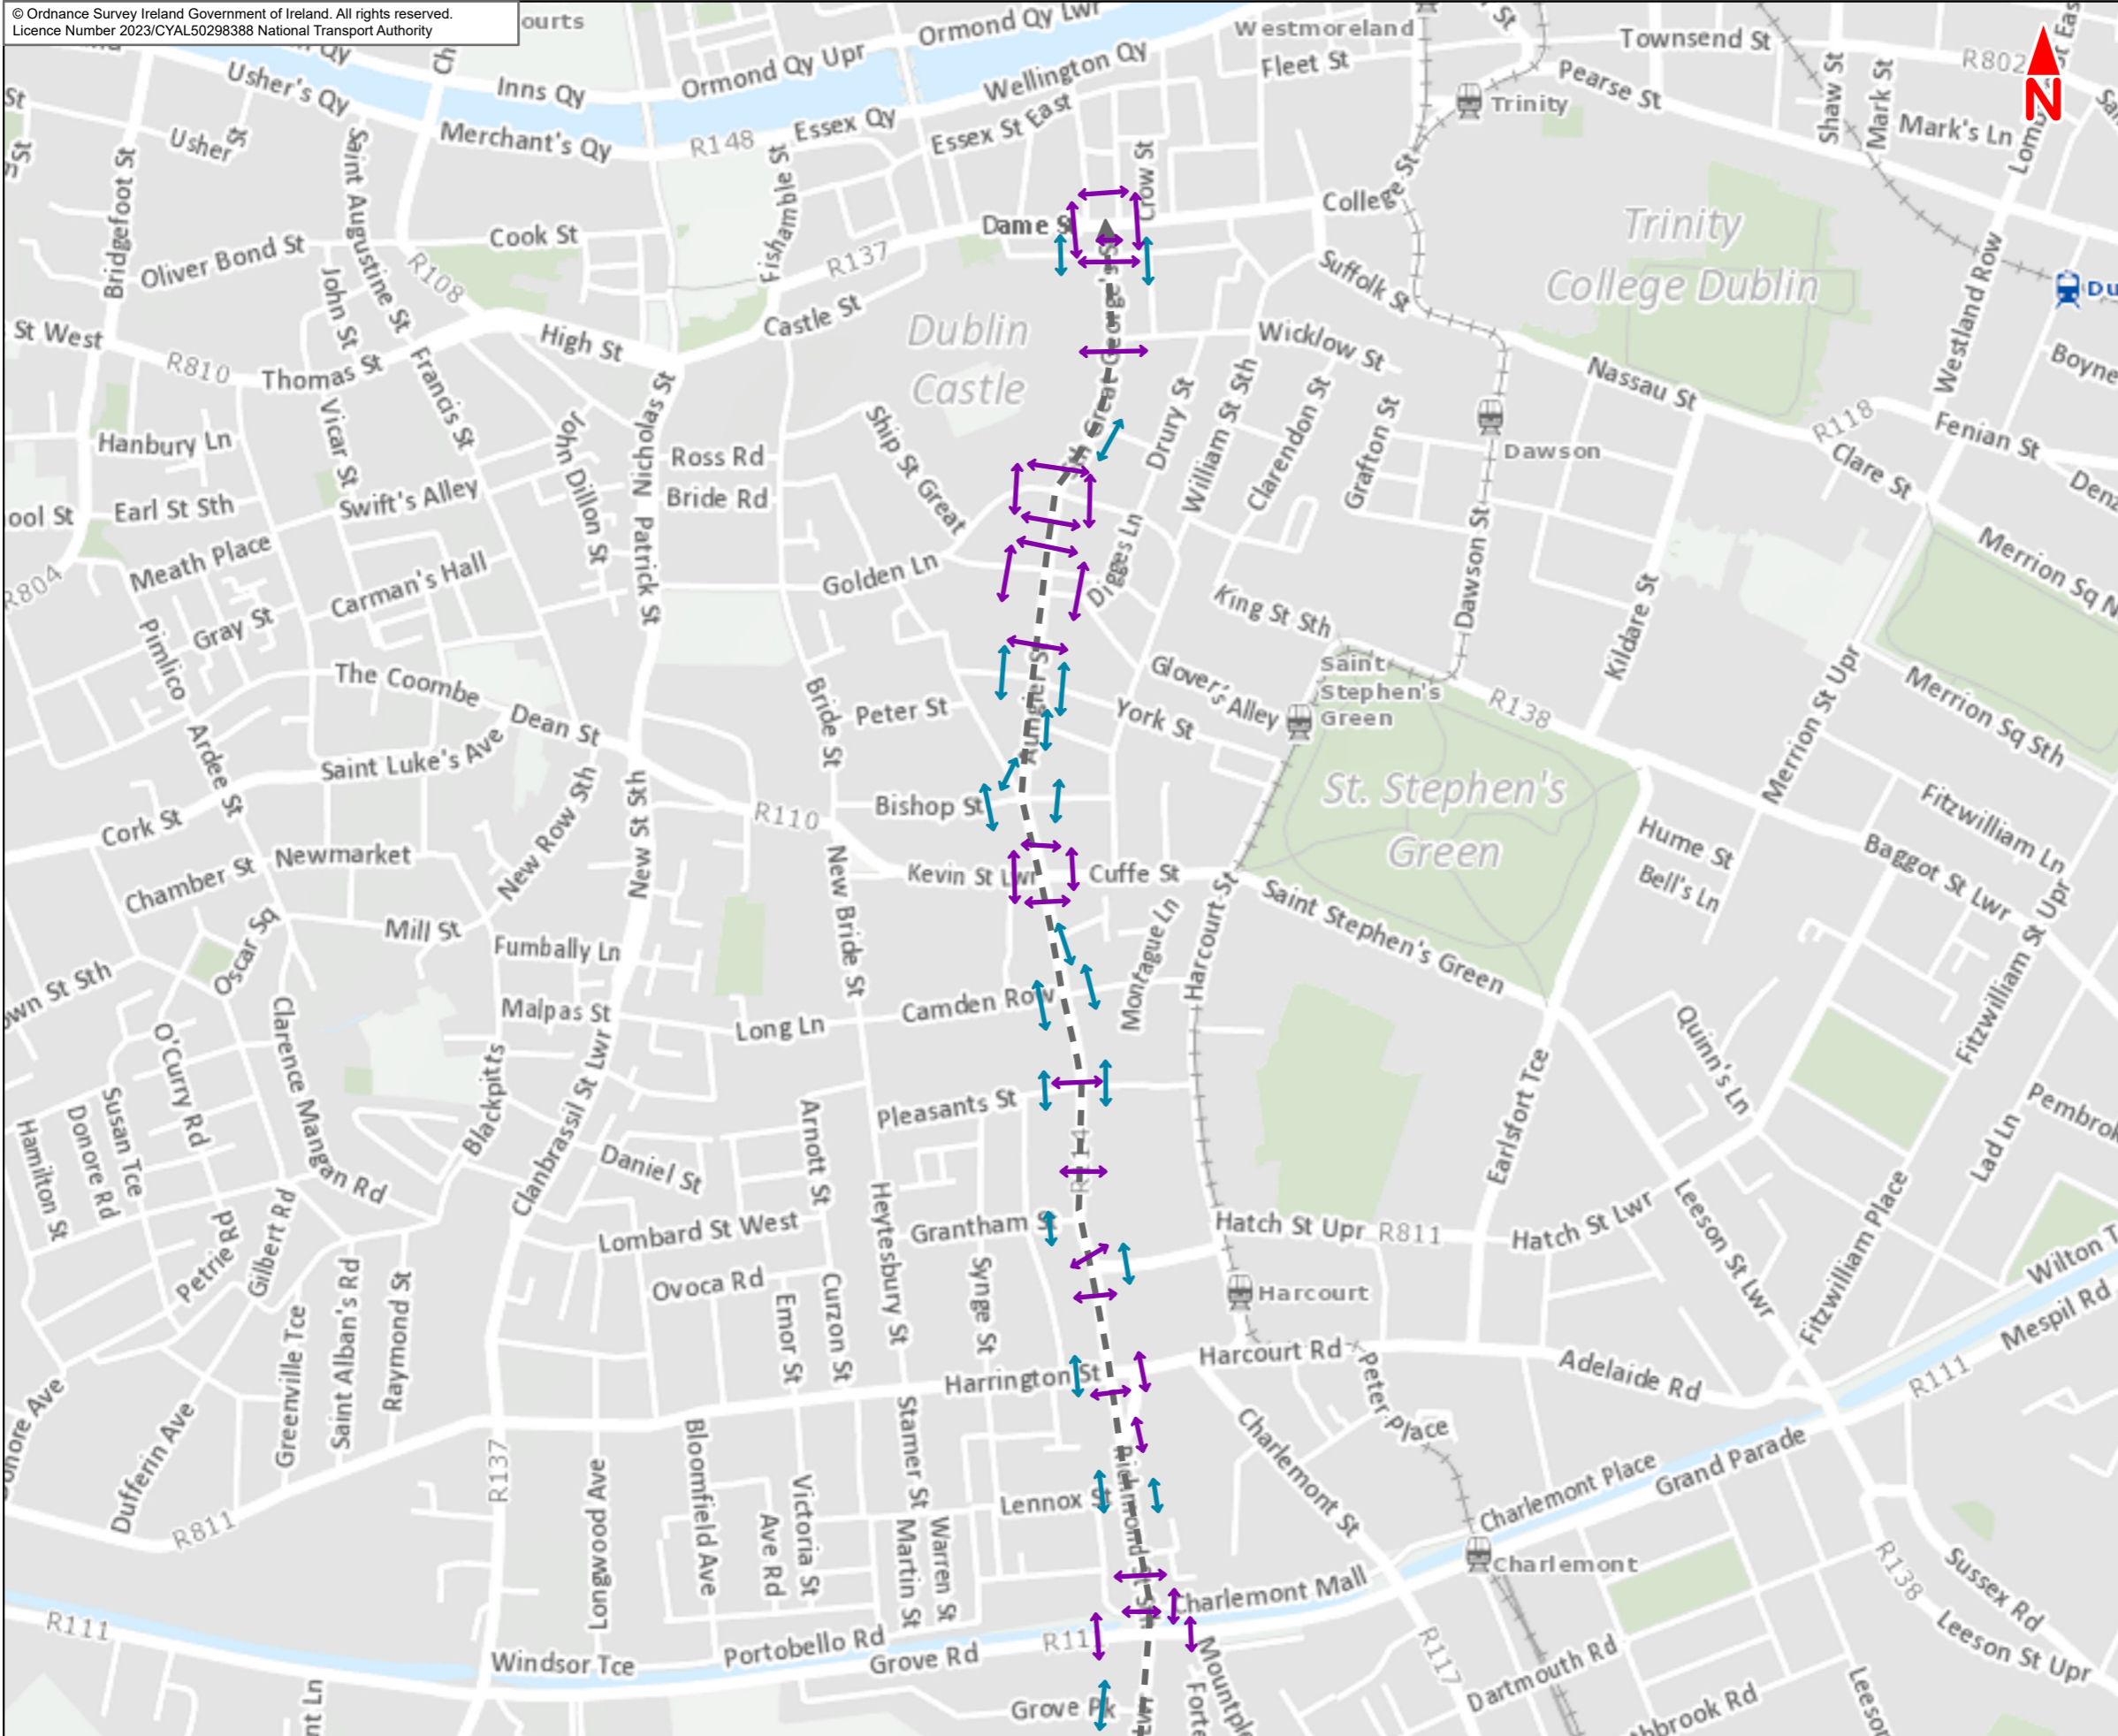 © Ordnance Survey Ireland Government of Ireland. All rights reserved.
Licence Number 2023/CYAL50298388 National Transport Authority
Ormond Qy Lwr
Westmoreland
Townsend St
R802
N
Usher's Qy
Inns Qy
Ormond Qy Upr
Wellington Qy
Fleet St
Trinity
Pearse St
Shaw St
Mark St
Mark's Ln
Usher St
Merchant's Qy
R148
Essex Qy
Essex St East
Crow St
College St
Dame St
Bridgefoot St
Saint Augustine St
Oliver Bond St
Cook St
R108
Fishamble St
R137
Castle St
Suffolk St
Trinity
College Dublin
Westland Row
St West
R810
John St
Thomas St
High St
Francis St
Dublin
Castle
Wicklow St
Nassau St
R118
Fenian St
Boyne
Clare St
Hanbury Ln
Vicar St
Nicholas St
Ross Rd
Bride Rd
John Dillon St
Ship St Great
Drury St
William St Sth
Clarendon St
Grafton St
Dawson
Dawson St
Earl St Sth
Swift's Alley
Patrick St
Meath Place
Carman's Hall
Golden Ln
Digges Ln
King St Sth
Kildare St
Merrion St Upr
R804
Gray St
Pimlico
The Coombe
Dean St
Bride St
Peter St
Aungier St
York St
Glover's Alley
Saint
Stephen's
Green
R138
Merrion Sq Sth
Ardee St
Saint Luke's Ave
New Row Sth
New St Sth
R110
Bishop St
St. Stephen's
Green
Fitzwilliam Ln
Cork St
Newmarket
Chamber St
Kevin St Lwr
Cuffe St
Hume St
Bell's Ln
Baggot St Lwr
Fitzwilliam St Upr
Oscar Sq
Mill St
Fumbally Ln
New Bride St
Montague Ln
Harcourt St
Saint Stephen's Green
Malpas St
Long Ln
Camden Row
Quinn's Ln
O'Curry Rd
Clarence Mangan Rd
Blackpitts
Clanbrassil St Lwr
Hamilton St
Donore Rd
Susan Tce
Daniel St
Arnott St
Pleasants St
Earlsfort Tce
Lad Ln
Petrie Rd
Gilbert Rd
Lombard St West
Heytesbury St
Grantham St
Hatch St Upr
R811
Hatch St Lwr
Leeson St Lwr
Fitzwilliam Place
Ovoca Rd
Emor St
Curzon St
Synge St
Harcourt
Mespil Rd
Greenville Tce
Saint Alban's Rd
Raymond St
Harrington St
Harcourt Rd
Peter Place
Adelaide Rd
R111
Dufferin Ave
R811
R137
Longwood Ave
Bloomfield Ave
Victoria St
Ave Rd
Stamer St
Martin St
Warren St
Lennox St
Charlemont St
Charlemont Place
Grand Parade
Charlemont
Charlemont Mall
R138
Sussex Rd
Leeson St Upr
R111
Windsor Tce
Portobello Rd
Grove Rd
R117
Dartmouth Rd
Grove Pk